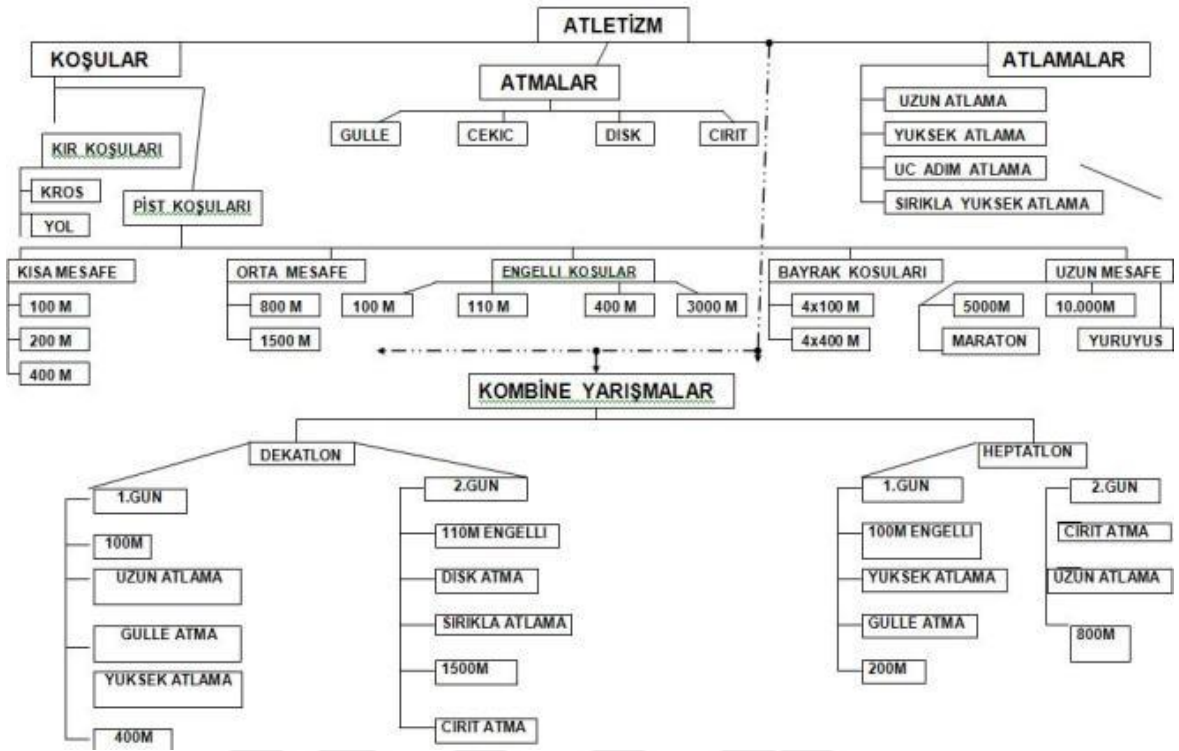 ATLETİZM
KOŞULAR
ATMALAR
ATLAMALAR
GULLE
CEKIC
DISK
CIRIT
UZUN ATLAMA
YUKSEK ATLAMA
UC ADIM ATLAMA
SIRIKLA YUKSEK ATLAMA
KIR KOŞULARI
KROS
YOL
PİST KOŞULARI
KISA MESAFE
100 M
200 M
400 M
ORTA MESAFE
800 M
1500 M
ENGELLI KOSULAR
100 M
110 M
400 M
3000 M
BAYRAK KOSULARI
4x100 M
4x400 M
UZUN MESAFE
5000M
10.000M
MARATON
YURUYUS
KOMBİNE YARIŞMALAR
DEKATLON
1.GUN
100M
UZUN ATLAMA
GULLE ATMA
YUKSEK ATLAMA
400M
2.GUN
110M ENGELLI
DISK ATMA
SIRIKLA ATLAMA
1500M
CIRIT ATMA
HEPTATLON
1.GUN
100M ENGELLI
YUKSEK ATLAMA
GULLE ATMA
200M
2.GUN
CIRIT ATMA
UZUN ATLAMA
800M